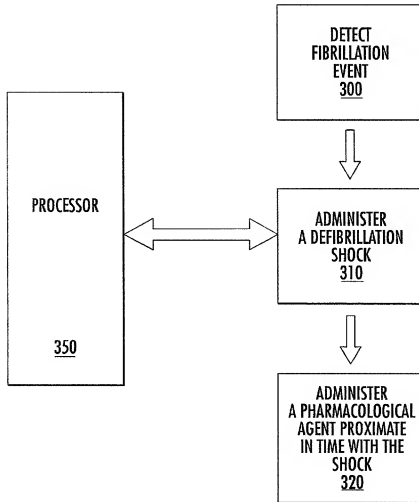 DETECT
FIBRILLATION
EVENT
300
PROCESSOR
350
ADMINISTER
A DEFIBRILLATION
SHOCK
310
ADMINISTER
A PHARMACOLOGICAL
AGENT PROXIMATE
IN TIME WITH THE
SHOCK
320